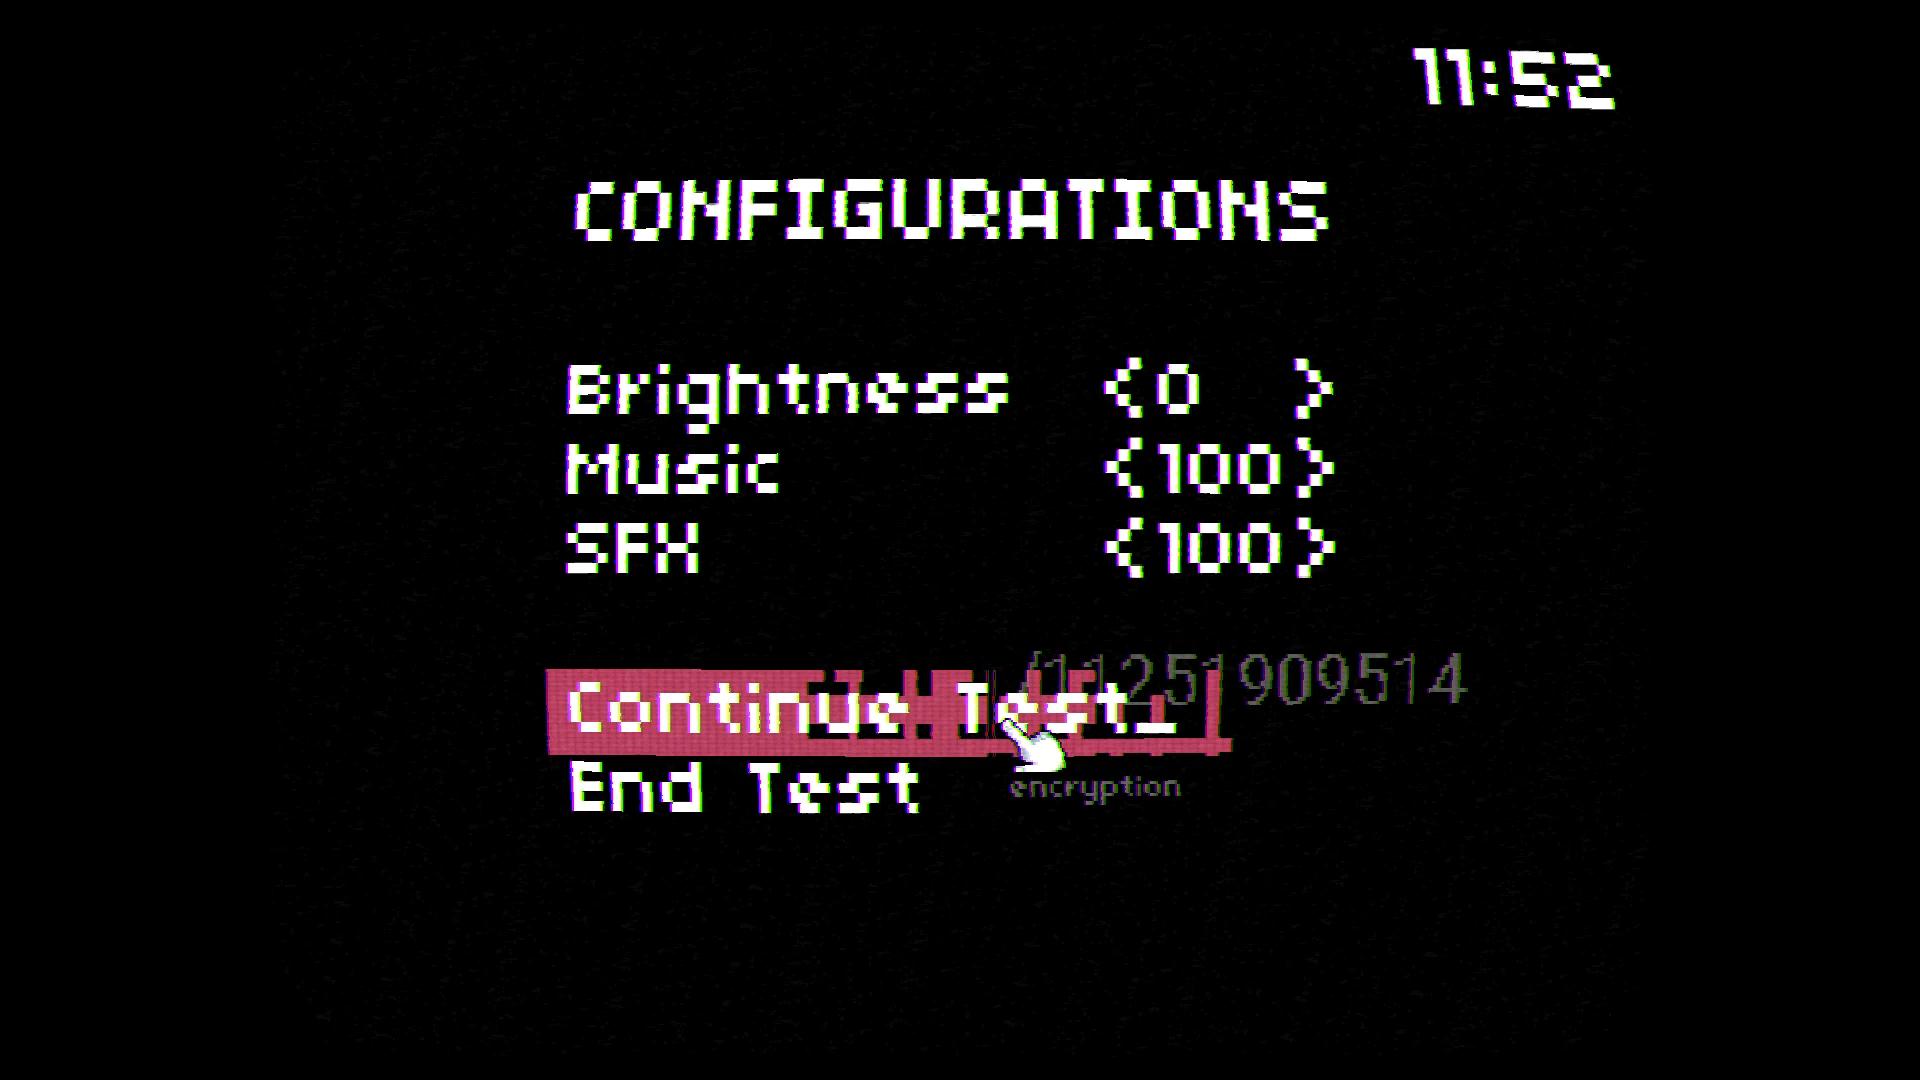 11:52
CONFIGURATIONS
Brightness <0 >
Music <100>
SFX <100>
/11251909514
Continue Test_
End Test
encryption